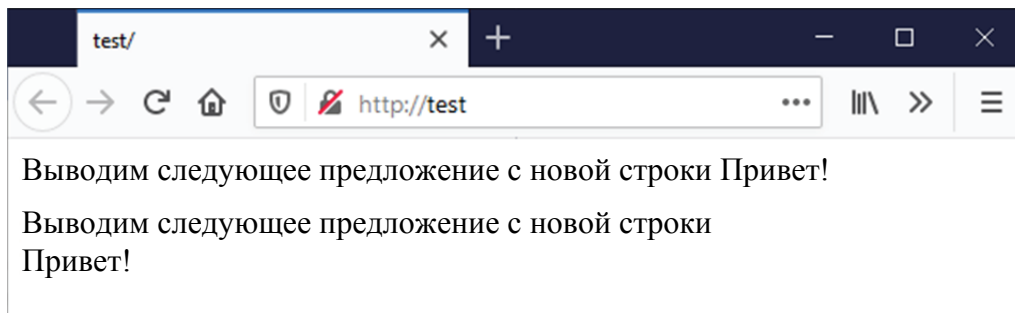 test/
http://test
Выводим следующее предложение с новой строки Привет!
Выводим следующее предложение с новой строки
Привет!